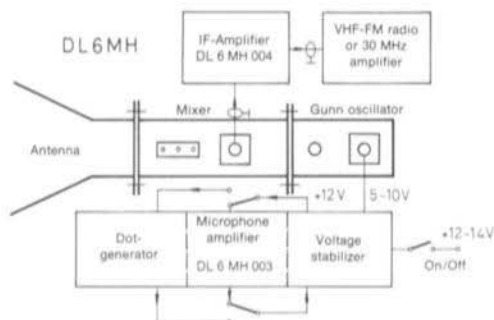 DL6MH
IF-Amplifier
DL 6 MH 004
VHF-FM radio
or 30 MHz
amplifier
Mixer
Gunn oscillator
Antenna
+12V
5-10V
Dot-
generator
Microphone
amplifier
DL 6 MH 003
Voltage
stabilizer
+12-14V
On/Off